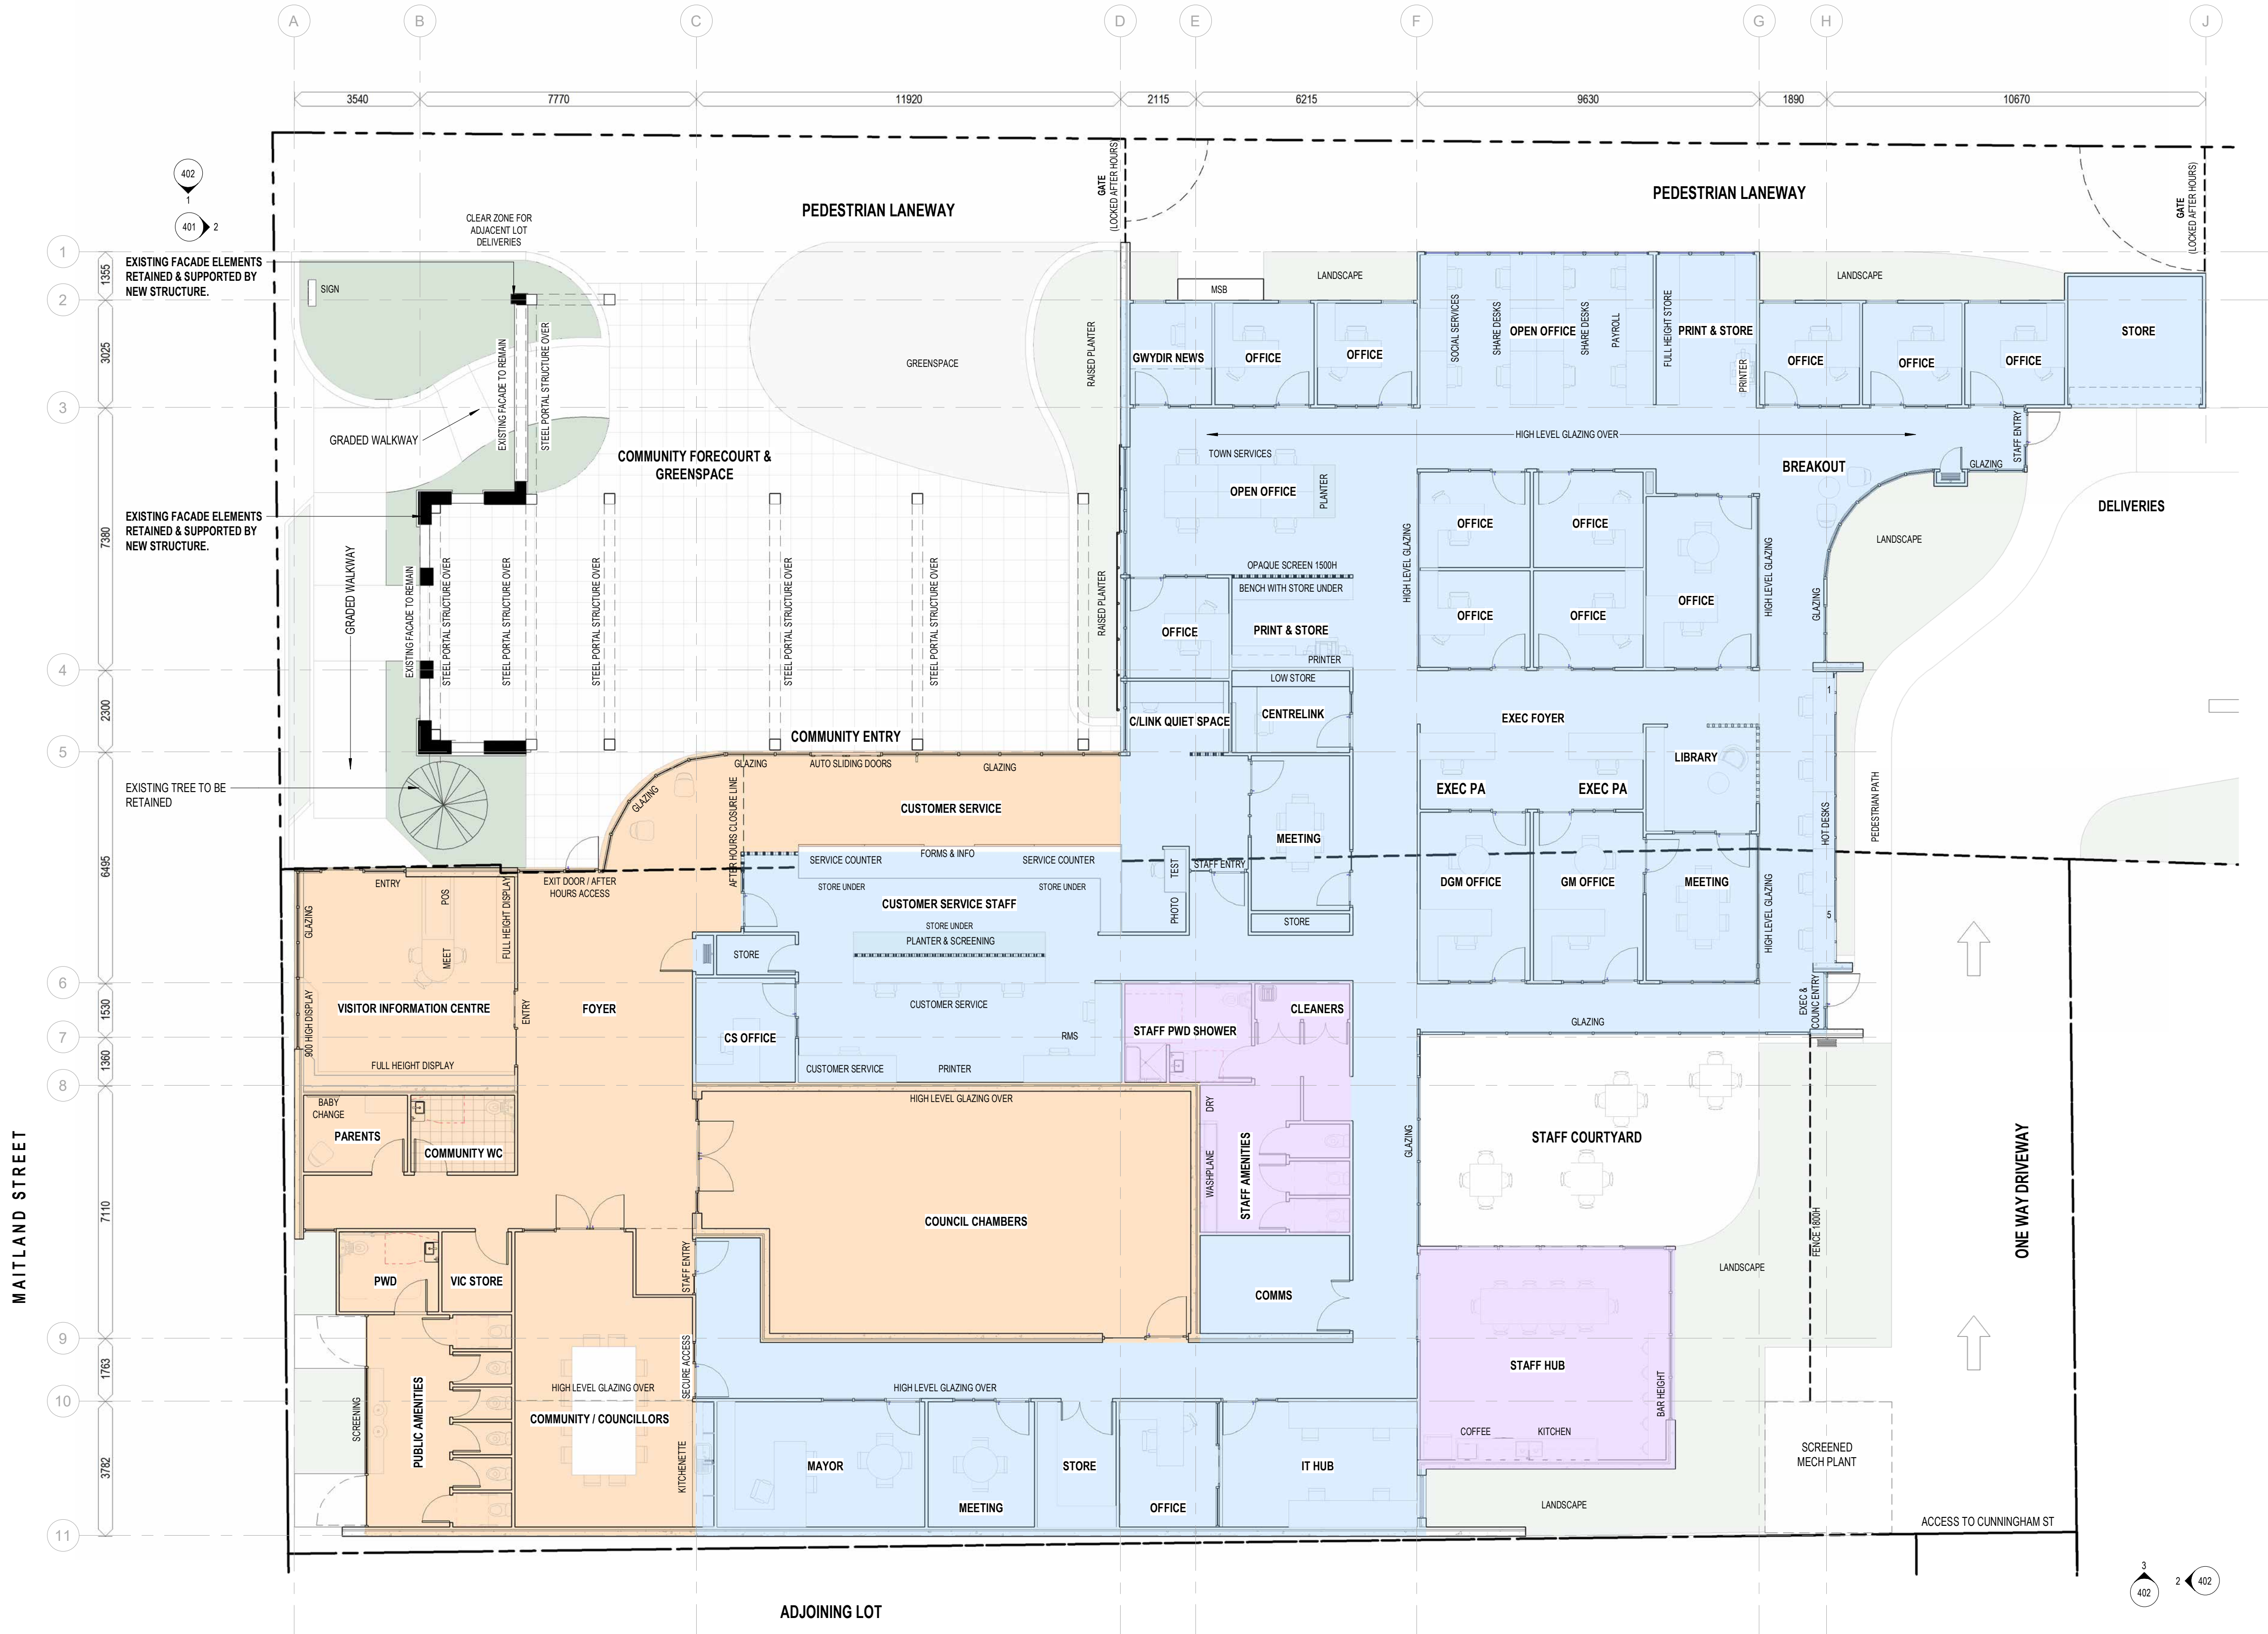 A
B
C
D
E
F
G
H
J
3540
7770
11920
2115
6215
9630
1890
10670
402
1
401
2
CLEAR ZONE FOR
ADJACENT LOT
DELIVERIES
PEDESTRIAN LANEWAY
GATE
(LOCKED AFTER HOURS)
PEDESTRIAN LANEWAY
GATE
(LOCKED AFTER HOURS)
1
1355
2
3025
3
7380
4
2300
5
6495
6
1530
7
1360
8
7110
9
1763
10
3782
11
EXISTING FACADE ELEMENTS
RETAINED & SUPPORTED BY
NEW STRUCTURE.
SIGN
EXISTING FACADE TO REMAIN
STEEL PORTAL STRUCTURE OVER
GREENSPACE
RAISED PLANTER
GRADED WALKWAY
COMMUNITY FORECOURT &
GREENSPACE
EXISTING FACADE ELEMENTS
RETAINED & SUPPORTED BY
NEW STRUCTURE.
GRADED WALKWAY
EXISTING FACADE TO REMAIN
STEEL PORTAL STRUCTURE OVER
STEEL PORTAL STRUCTURE OVER
STEEL PORTAL STRUCTURE OVER
STEEL PORTAL STRUCTURE OVER
STEEL PORTAL STRUCTURE OVER
RAISED PLANTER
EXISTING TREE TO BE
RETAINED
COMMUNITY ENTRY
MSB
LANDSCAPE
LANDSCAPE
GWYDIR NEWS
OFFICE
OFFICE
SOCIAL SERVICES
SHARE DESKS
OPEN OFFICE
SHARE DESKS
PAYROLL
FULL HEIGHT STORE
PRINT & STORE
PRINTER
OFFICE
OFFICE
OFFICE
STORE
HIGH LEVEL GLAZING OVER
STAFF ENTRY
GLAZING
BREAKOUT
TOWN SERVICES
OPEN OFFICE
PLANTER
OFFICE
OFFICE
DELIVERIES
LANDSCAPE
OPAQUE SCREEN 1500H
BENCH WITH STORE UNDER
HIGH LEVEL GLAZING
OFFICE
OFFICE
OFFICE
HIGH LEVEL GLAZING
GLAZING
OFFICE
PRINT & STORE
PRINTER
LOW STORE
C/LINK QUIET SPACE
CENTRELINK
EXEC FOYER
LIBRARY
1
EXEC PA
EXEC PA
HOT DESKS
PEDESTRIAN PATH
GLAZING
AUTO SLIDING DOORS
GLAZING
GLAZING
AFTER HOURS CLOSURE LINE
CUSTOMER SERVICE
MEETING
SERVICE COUNTER
FORMS & INFO
SERVICE COUNTER
TEST
STAFF ENTRY
STORE UNDER
STORE UNDER
CUSTOMER SERVICE STAFF
DGM OFFICE
GM OFFICE
MEETING
PHOTO
STORE
HIGH LEVEL GLAZING
5
STORE UNDER
PLANTER & SCREENING
STORE
EXIT DOOR / AFTER
HOURS ACCESS
ENTRY
GLAZING
POS
MEET
FULL HEIGHT DISPLAY
VISITOR INFORMATION CENTRE
900 HIGH DISPLAY
ENTRY
FOYER
FULL HEIGHT DISPLAY
CS OFFICE
CUSTOMER SERVICE
RMS
CUSTOMER SERVICE
PRINTER
STAFF PWD SHOWER
CLEANERS
GLAZING
EXEC &
COUNC ENTRY
BABY
CHANGE
PARENTS
COMMUNITY WC
HIGH LEVEL GLAZING OVER
DRY
WASHPLANE
STAFF AMENITIES
GLAZING
STAFF COURTYARD
COUNCIL CHAMBERS
PWD
VIC STORE
STAFF ENTRY
COMMS
LANDSCAPE
FENCE 1800H
ONE WAY DRIVEWAY
MAITLAND STREET
SCREENING
PUBLIC AMENITIES
HIGH LEVEL GLAZING OVER
COMMUNITY / COUNCILLORS
SECURE ACCESS
KITCHENETTE
HIGH LEVEL GLAZING OVER
MAYOR
MEETING
STORE
OFFICE
IT HUB
STAFF HUB
BAR HEIGHT
COFFEE
KITCHEN
SCREENED
MECH PLANT
LANDSCAPE
ACCESS TO CUNNINGHAM ST
ADJOINING LOT
3
402
2
402